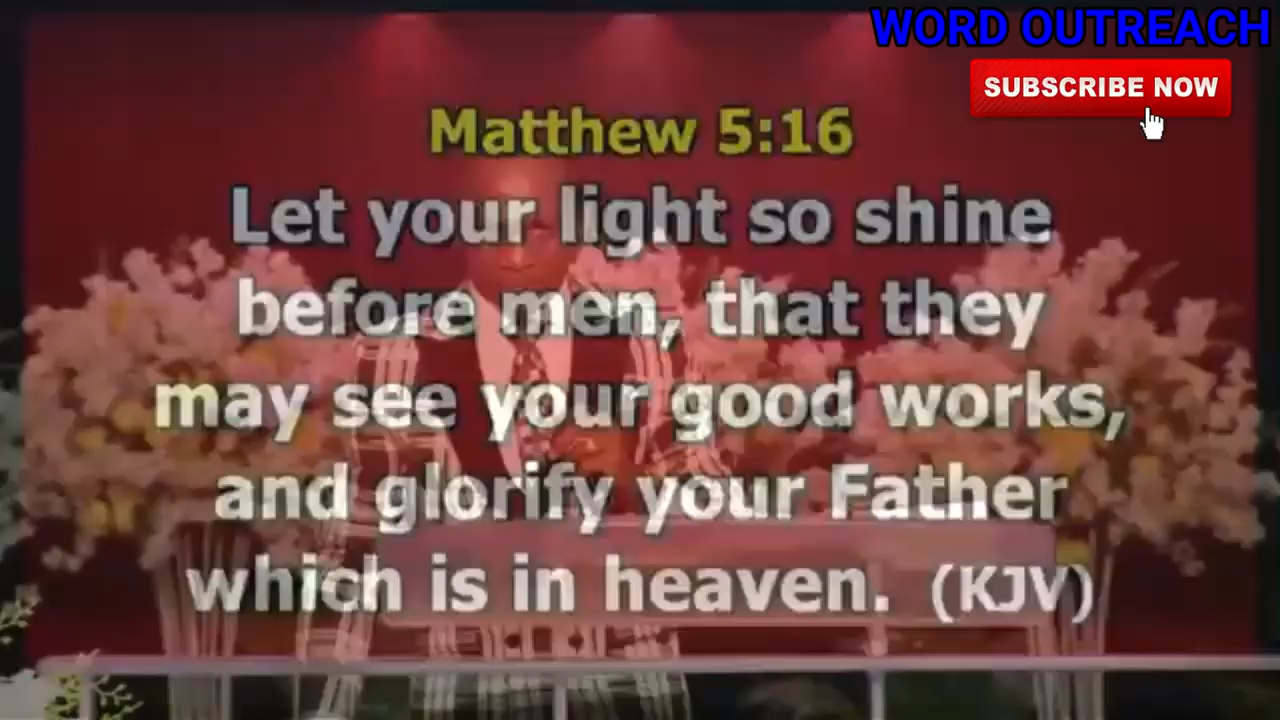 WORD OUTREACH
SUBSCRIBE NOW
Matthew 5:16
Let your light so shine
before men, that they
may see your good works,
and glorify your Father
which is in heaven. (KJV)